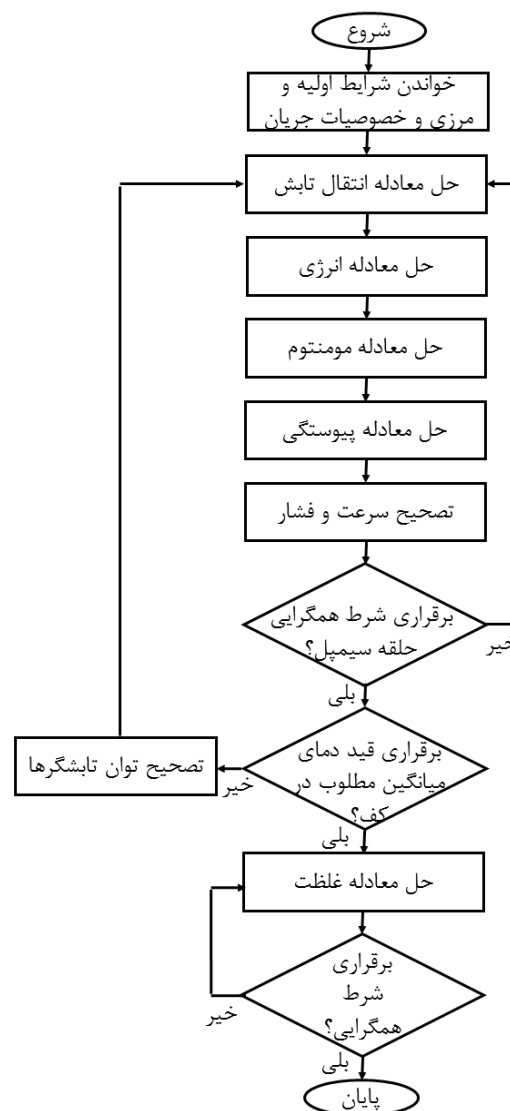 شروع
خواندن شرایط اولیه و
مرزی و خصوصیات جریان
حل معادله انتقال تابش
حل معادله انرژی
حل معادله مومنتوم
حل معادله پیوستگی
تصحیح سرعت و فشار
برقراری شرط همگرایی
حلقه سیمپل؟
خیر
بلی
برقراری قید دمای
میانگین مطلوب در
کف؟
خیر
تصحیح توان تابشگرها
بلی
حل معادله غلظت
برقراری
شرط
همگرایی؟
خیر
بلی
پایان